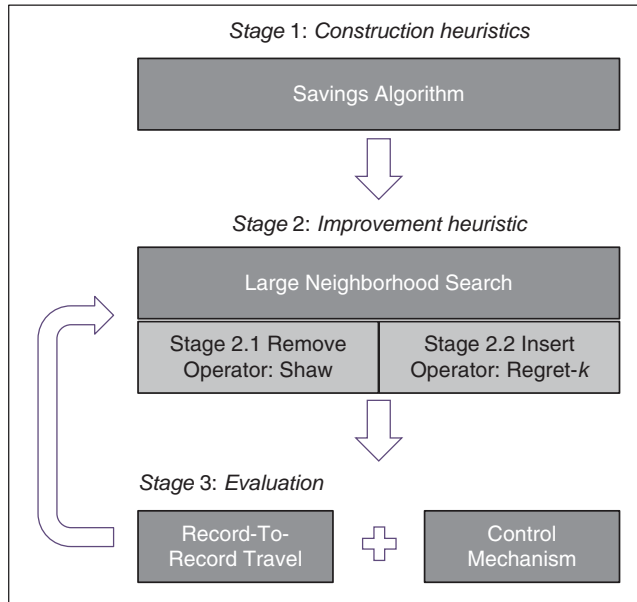 Stage 1: Construction heuristics
Savings Algorithm
Stage 2: Improvement heuristic
Large Neighborhood Search
Stage 2.1 Remove
Operator: Shaw
Stage 2.2 Insert
Operator: Regret-k
Stage 3: Evaluation
Record-To-
Record Travel
Control
Mechanism